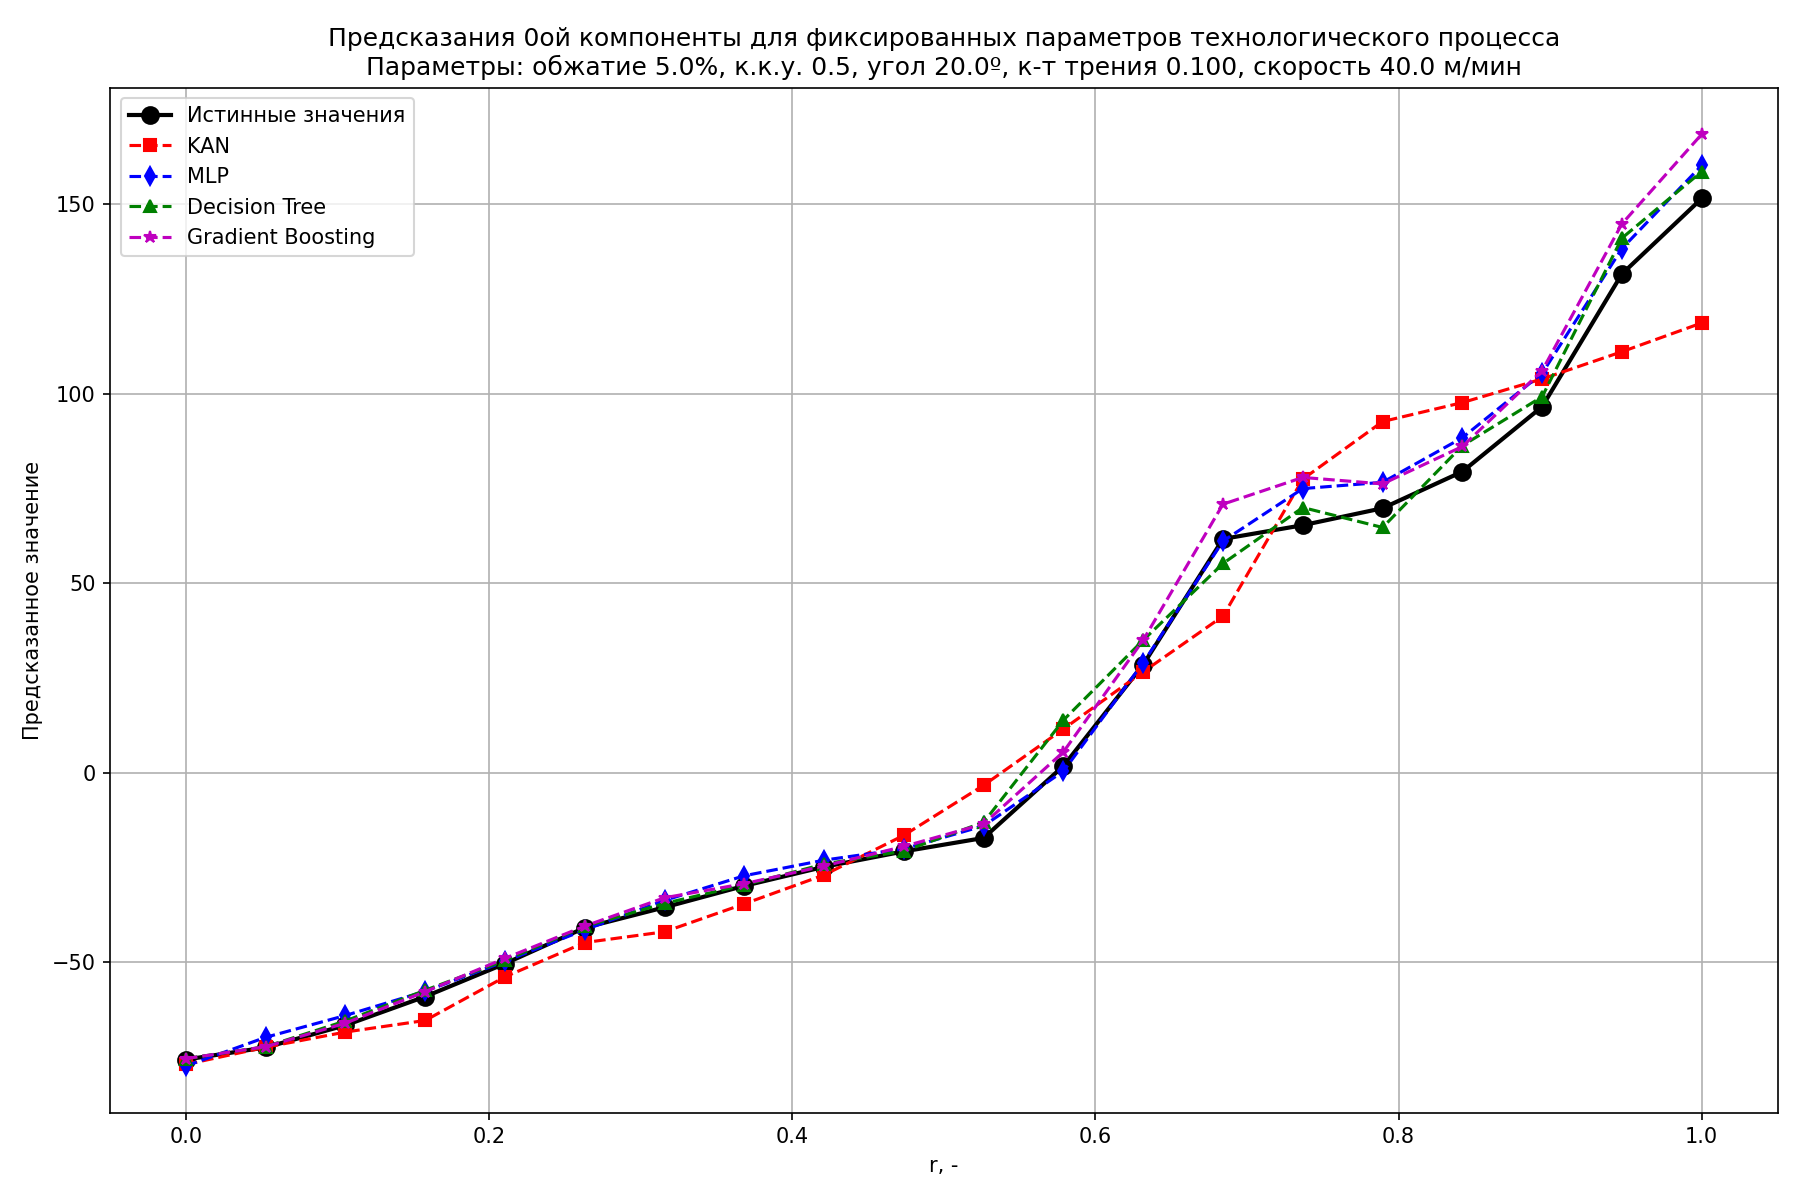 Предсказания 0ой компоненты для фиксированных параметров технологического процесса
Параметры: обжатие 5.0%, к.к.у. 0.5, угол 20.0º, к-т трения 0.100, скорость 40.0 м/мин
Истинные значения
KAN
MLP
Decision Tree
Gradient Boosting
Предсказанное значение
150
100
50
0
−50
0.0
0.2
0.4
0.6
0.8
1.0
r, -